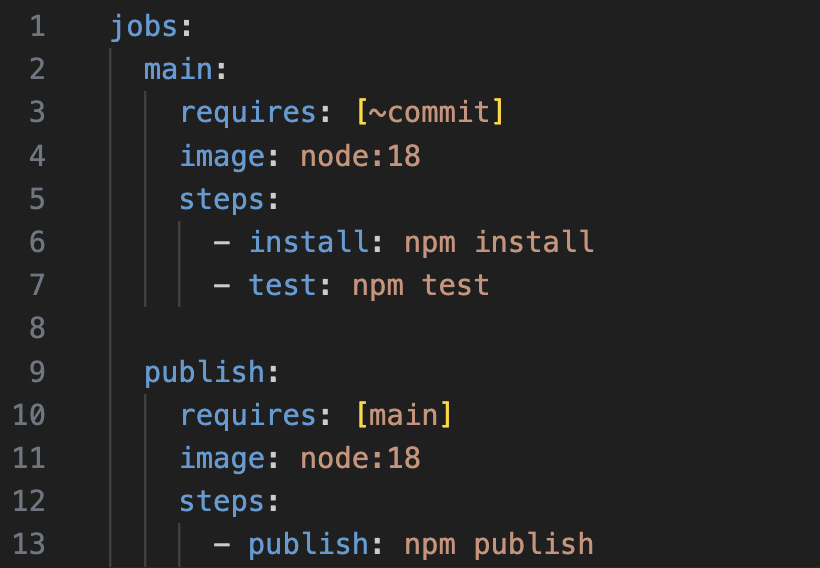 1 jobs:
2   main:
3     requires: [~commit]
4     image: node:18
5     steps:
6       - install: npm install
7       - test: npm test
8
9   publish:
10     requires: [main]
11     image: node:18
12     steps:
13       - publish: npm publish